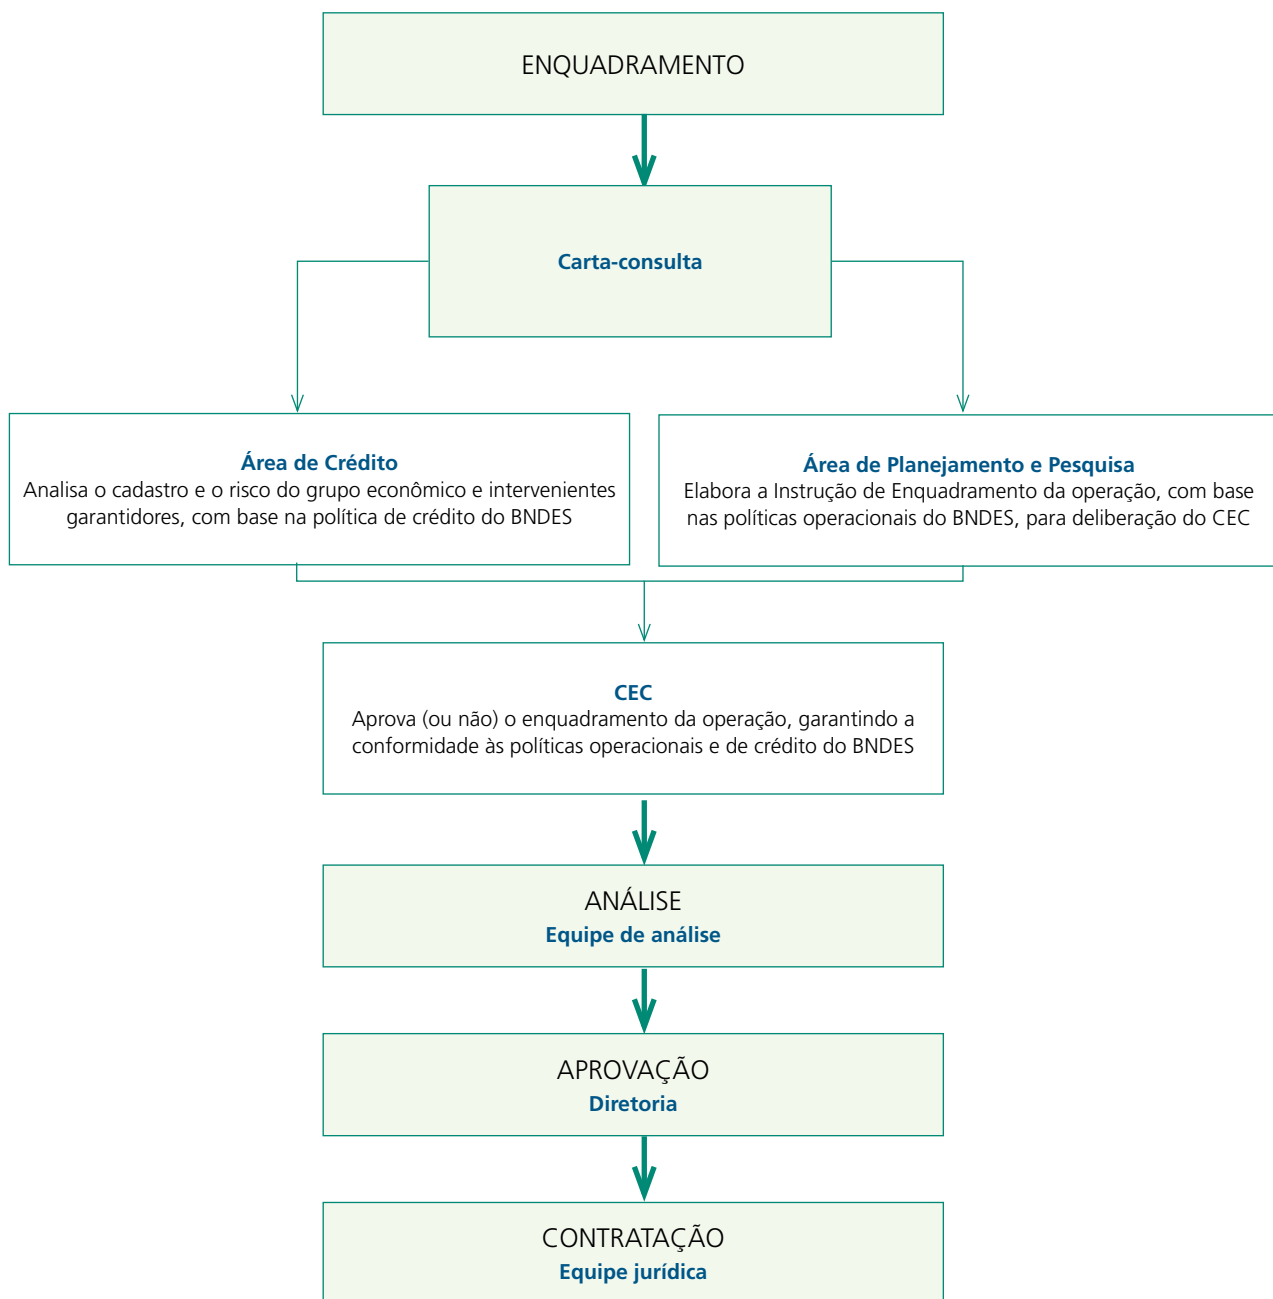 ENQUADRAMENTO
Carta-consulta
Área de Crédito
Analisa o cadastro e o risco do grupo econômico e intervenientes
garantidores, com base na política de crédito do BNDES
Área de Planejamento e Pesquisa
Elabora a Instrução de Enquadramento da operação, com base
nas políticas operacionais do BNDES, para deliberação do CEC
CEC
Aprova (ou não) o enquadramento da operação, garantindo a
conformidade às políticas operacionais e de crédito do BNDES
ANÁLISE
Equipe de análise
APROVAÇÃO
Diretoria
CONTRATAÇÃO
Equipe jurídica